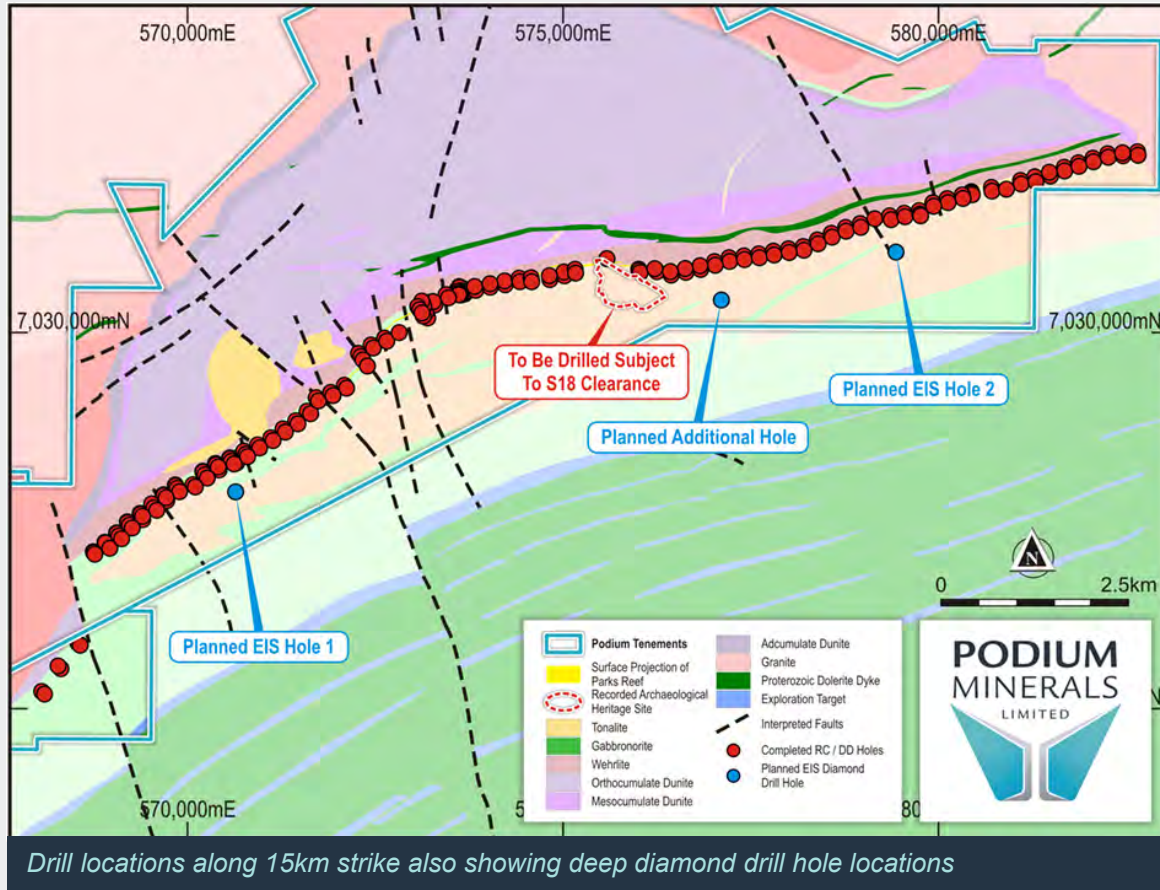 570,000mE
575,000mE
580,000mE
7,030,000mN
7,030,000mN
To Be Drilled Subject
To S18 Clearance
Planned EIS Hole 2
Planned Additional Hole
Planned EIS Hole 1
N
0
2.5km
Podium Tenements
Surface Projection of
Parks Reef
Recorded Archaeological
Heritage Site
Tonalite
Gabbronorite
Wehrlite
Orthocumulate Dunite
Mesocumulate Dunite
Adcumulate Dunite
Granite
Proterozoic Dolerite Dyke
Exploration Target
Interpreted Faults
Completed RC / DD Holes
Planned EIS Diamond
Drill Hole
PODIUM
MINERALS
LIMITED
570,000mE
5
80
N
Drill locations along 15km strike also showing deep diamond drill hole locations